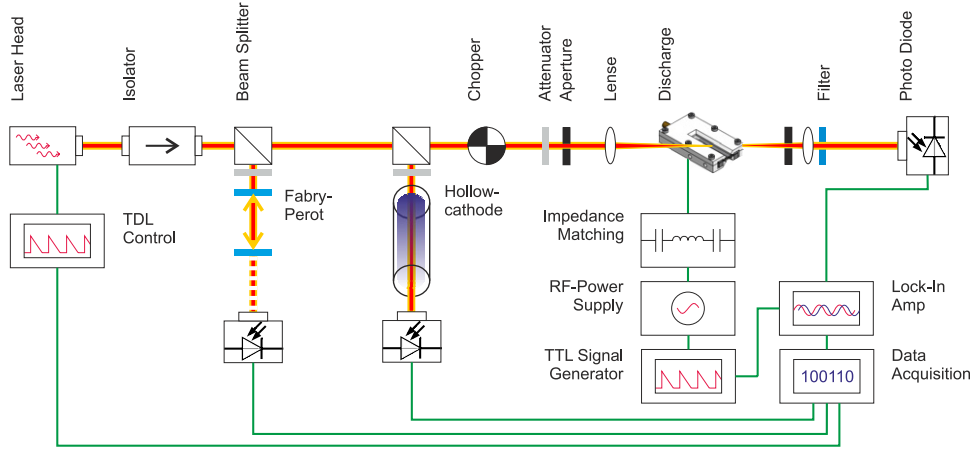 Laser Head
Isolator
Beam Splitter
Chopper
Attenuator
Aperture
Lense
Discharge
Filter
Photo Diode
Fabry-
Perot
Hollow-
cathode
TDL
Control
Impedance
Matching
RF-Power
Supply
Lock-In
Amp
TTL Signal
Generator
100110
Data
Acquisition